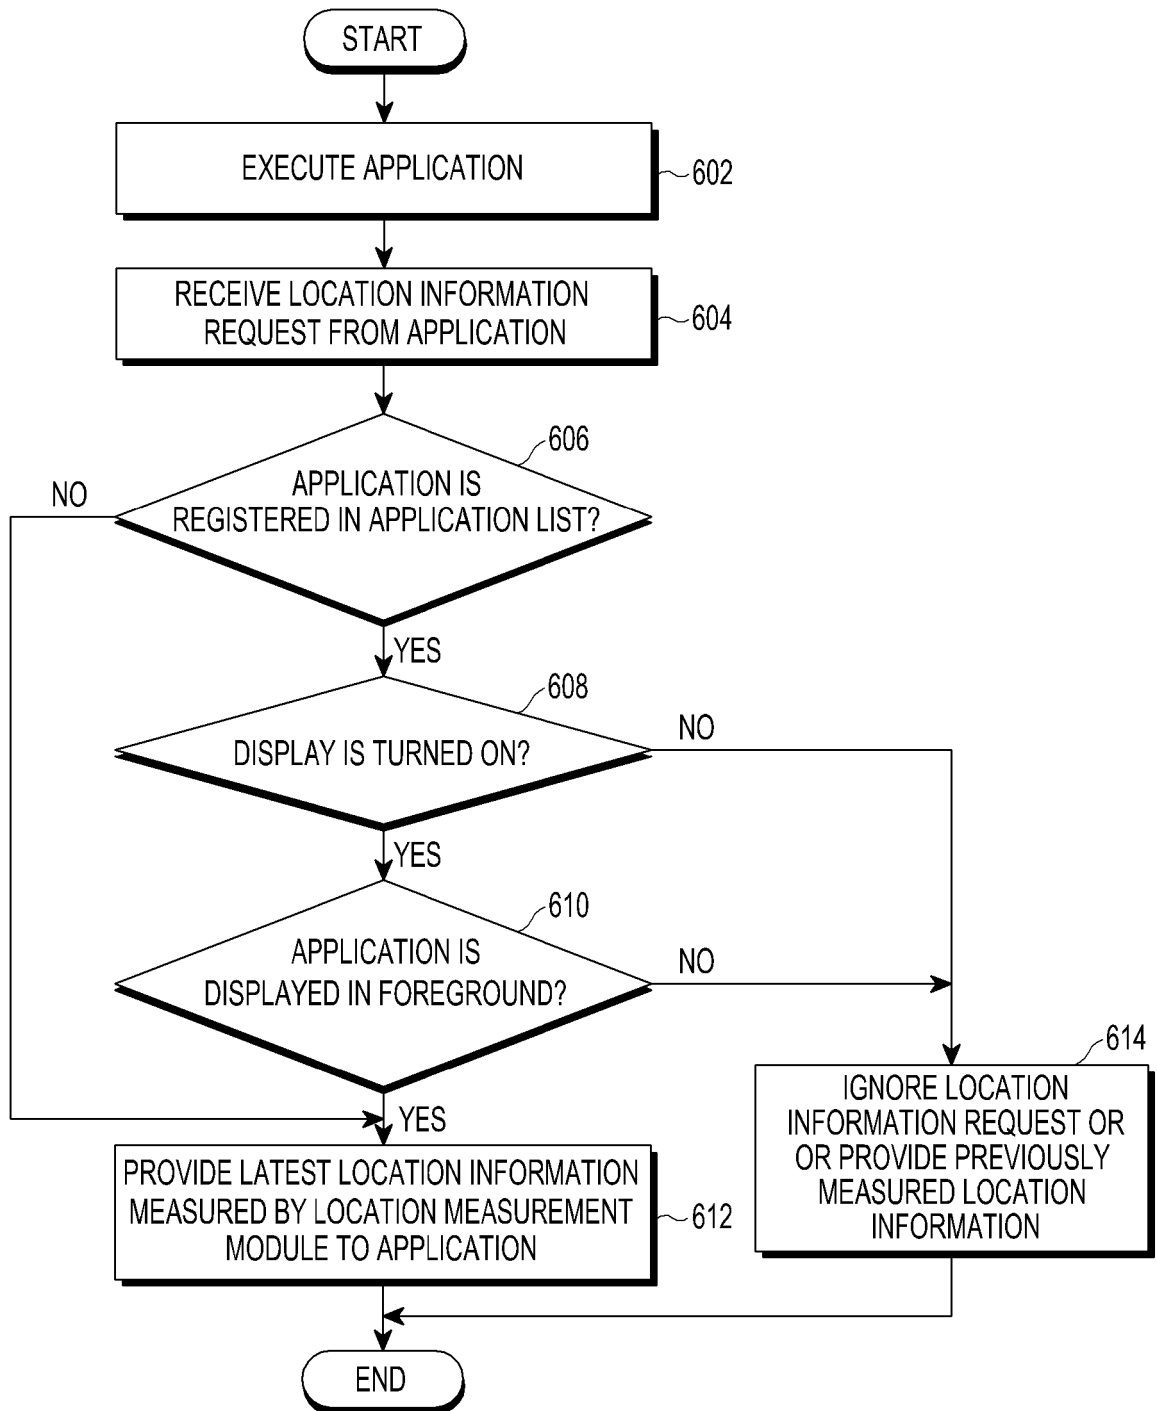 START
EXECUTE APPLICATION
602
RECEIVE LOCATION INFORMATION
REQUEST FROM APPLICATION
604
606
APPLICATION IS
REGISTERED IN APPLICATION LIST?
NO
YES
608
DISPLAY IS TURNED ON?
NO
YES
610
APPLICATION IS
DISPLAYED IN FOREGROUND?
NO
YES
614
IGNORE LOCATION
INFORMATION REQUEST OR
OR PROVIDE PREVIOUSLY
MEASURED LOCATION
INFORMATION
PROVIDE LATEST LOCATION INFORMATION
MEASURED BY LOCATION MEASUREMENT
MODULE TO APPLICATION
612
END